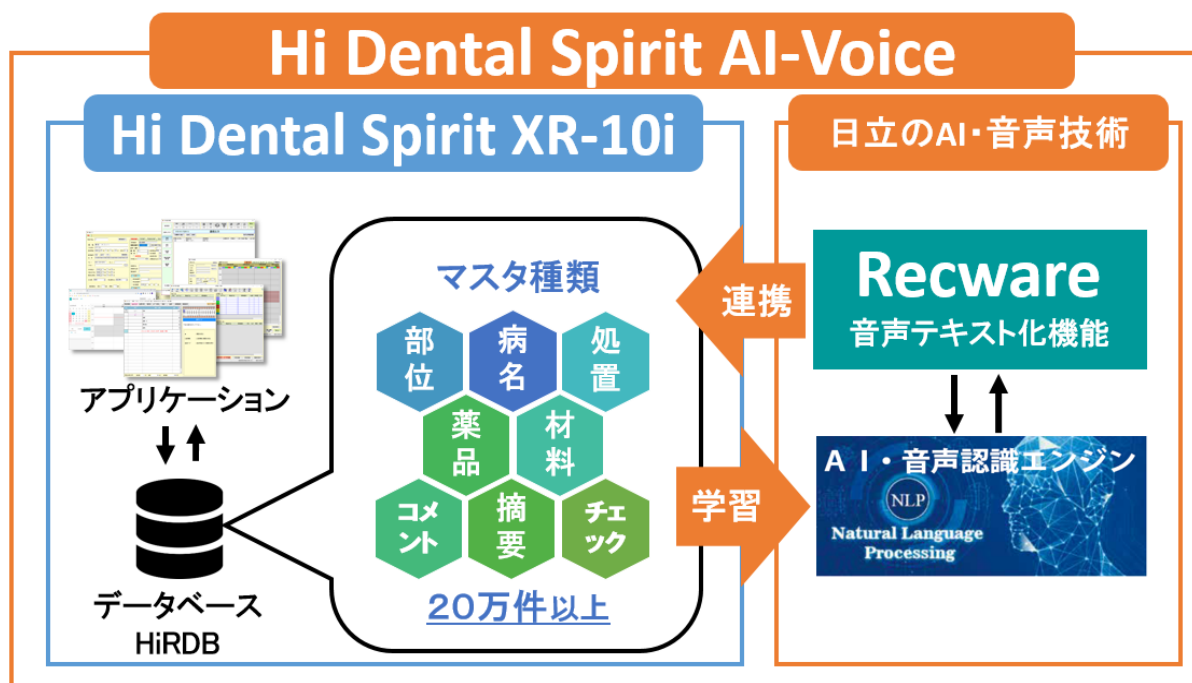 Hi Dental Spirit AI-Voice
Hi Dental Spirit XR-10i
日立のAI・音声技術
アプリケーション
データベース
HiRDB
マスタ種類
部位
病名
処置
薬品
材料
コメント
摘要
チェック
20万件以上
連携
学習
Recware
音声テキスト化機能
AI・音声認識エンジン
NLP
Natural Language
Processing